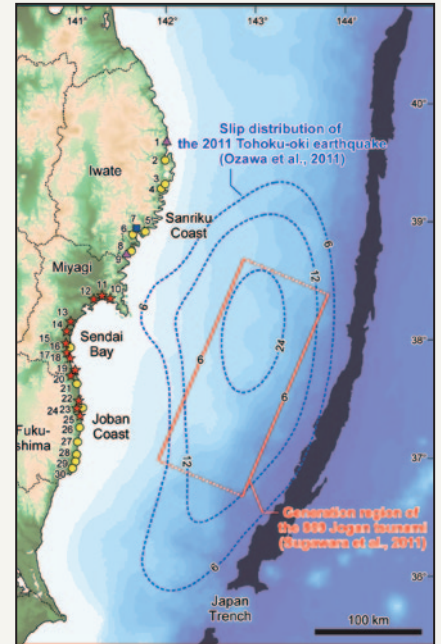 141°
142°
143°
144°
40°
39°
38°
37°
36°
Slip distribution of
the 2011 Tohoku-oki earthquake
(Ozawa et al., 2011)
Iwate
1
2
3
4
5
6
7
8
9
Sanriku
Coast
Miyagi
10
11
12
13
14
15
16
17
18
19
20
21
22
23
24
25
26
27
28
29
30
Sendai
Bay
Joban
Coast
Fuku-
shima
6
12
24
6
6
6
12
6
6
Generation region of
the 869 Jogan tsunami
(Sugawara et al., 2011)
Japan
Trench
100 km